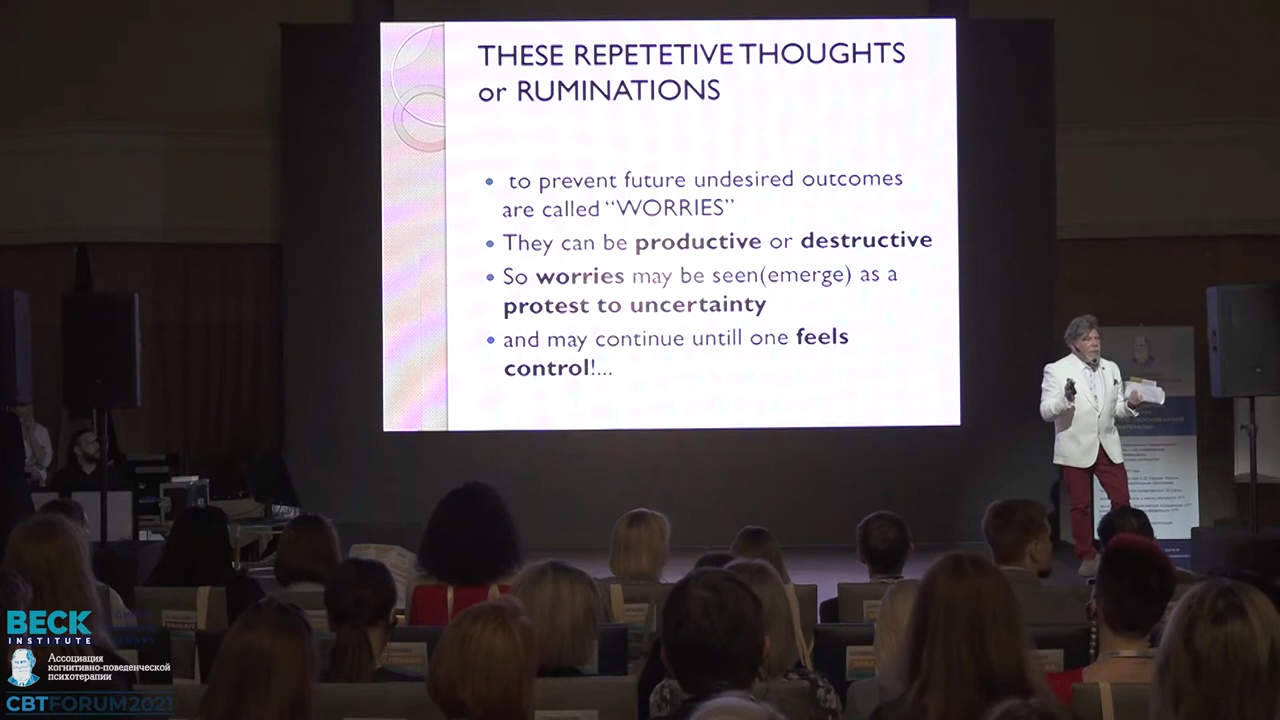 THESE REPETETIVE THOUGHTS
or RUMINATIONS
• to prevent future undesired outcomes
are called “WORRIES”
• They can be productive or destructive
• So worries may be seen(emerge) as a
protest to uncertainty
• and may continue untill one feels
control!...
BECK
INSTITUTE
Ассоциация
когнитивно-поведенческой
психотерапии
CBTFORUM2021